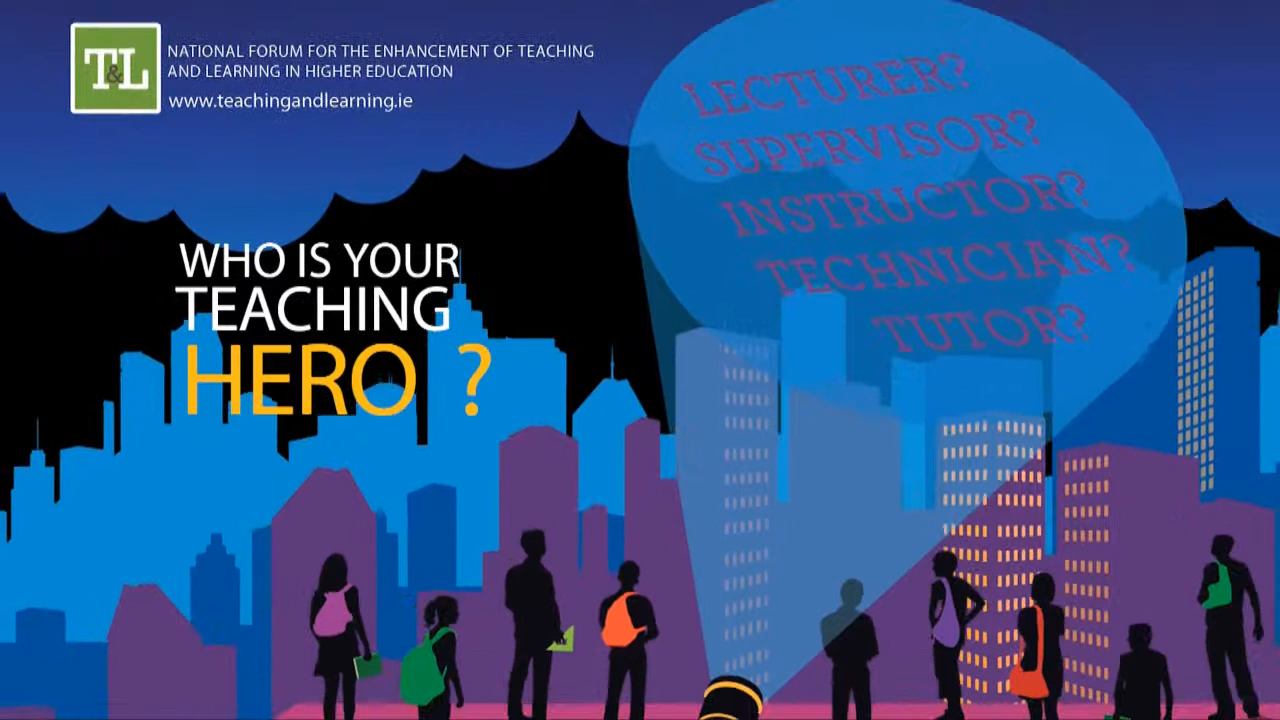 T&L
NATIONAL FORUM FOR THE ENHANCEMENT OF TEACHING
AND LEARNING IN HIGHER EDUCATION
www.teachingandlearning.ie
LECTURER?
SUPERVISOR?
INSTRUCTOR?
TECHNICIAN?
TUTOR?
WHO IS YOUR
TEACHING
HERO ?